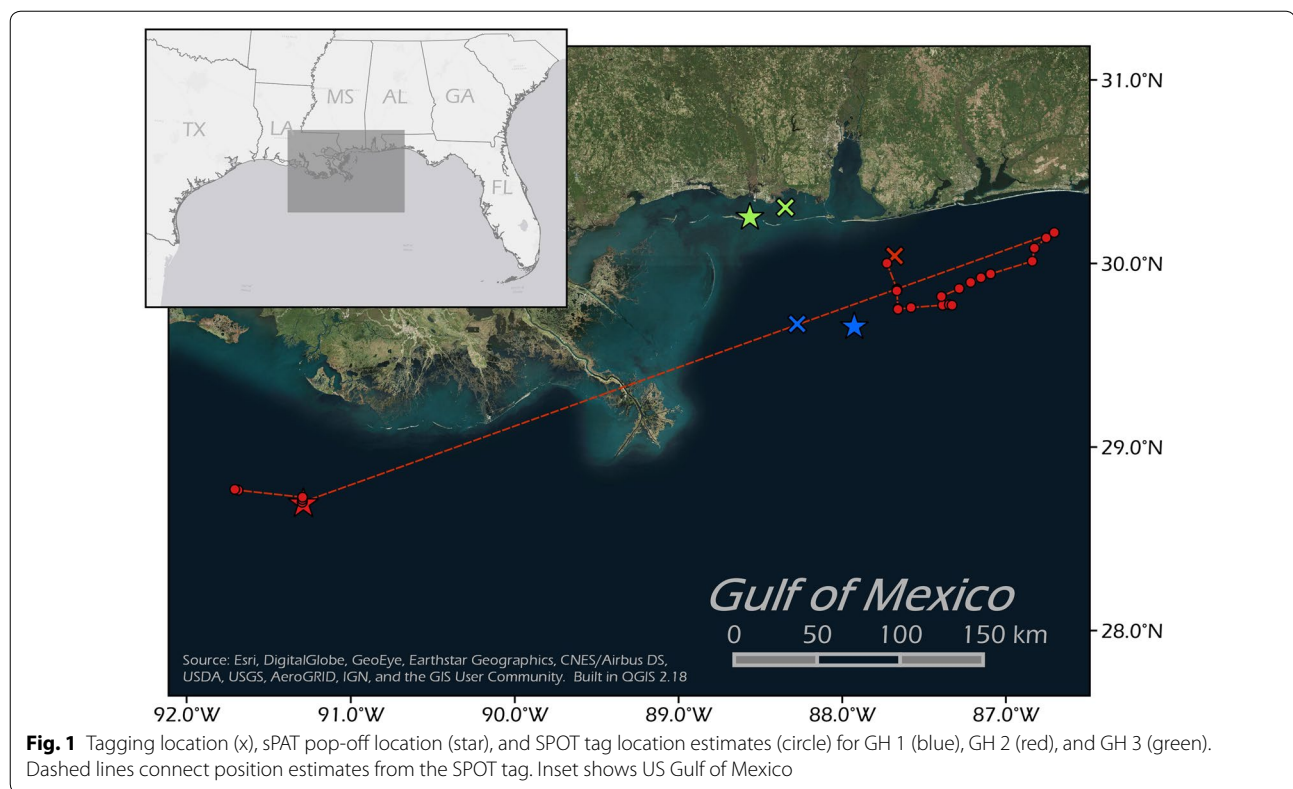 TX
LA
MS
AL
GA
FL
31.0°N
30.0°N
29.0°N
28.0°N
Gulf of Mexico
0 50 100 150 km
Source: Esri, DigitalGlobe, GeoEye, Earthstar Geographics, CNES/Airbus DS,
USDA, USGS, AeroGRID, IGN, and the GIS User Community. Built in QGIS 2.18
92.0°W 91.0°W 90.0°W 89.0°W 88.0°W 87.0°W
Fig. 1 Tagging location (x), sPAT pop-off location (star), and SPOT tag location estimates (circle) for GH 1 (blue), GH 2 (red), and GH 3 (green).
Dashed lines connect position estimates from the SPOT tag. Inset shows US Gulf of Mexico